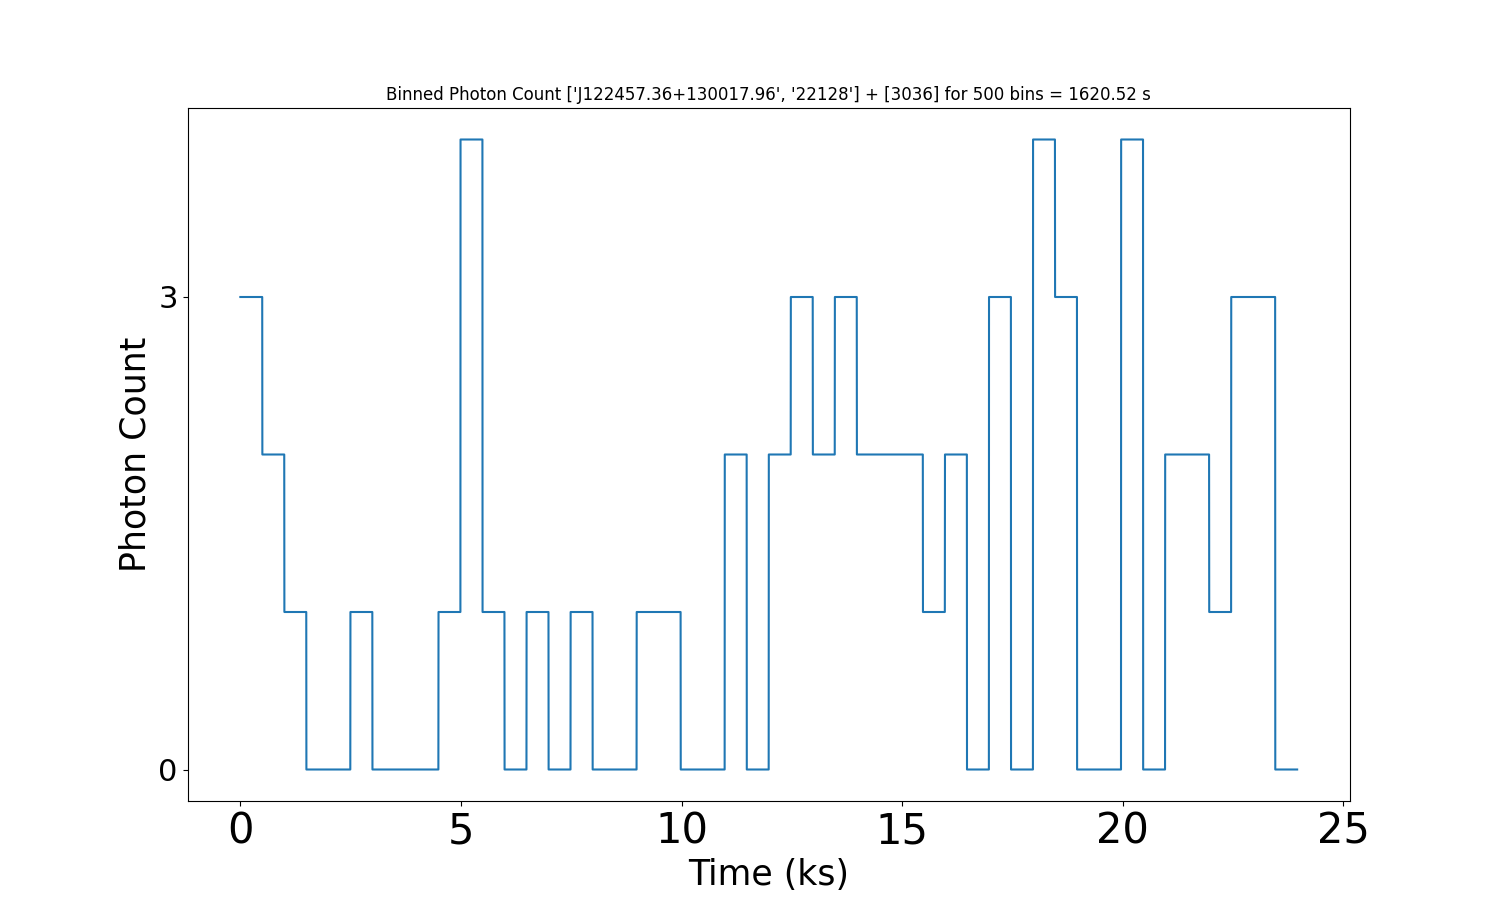 Binned Photon Count ['J122457.36+130017.96', '22128'] + [3036] for 500 bins = 1620.52 s
3
0
Photon Count
0 5 10 15 20 25
Time (ks)